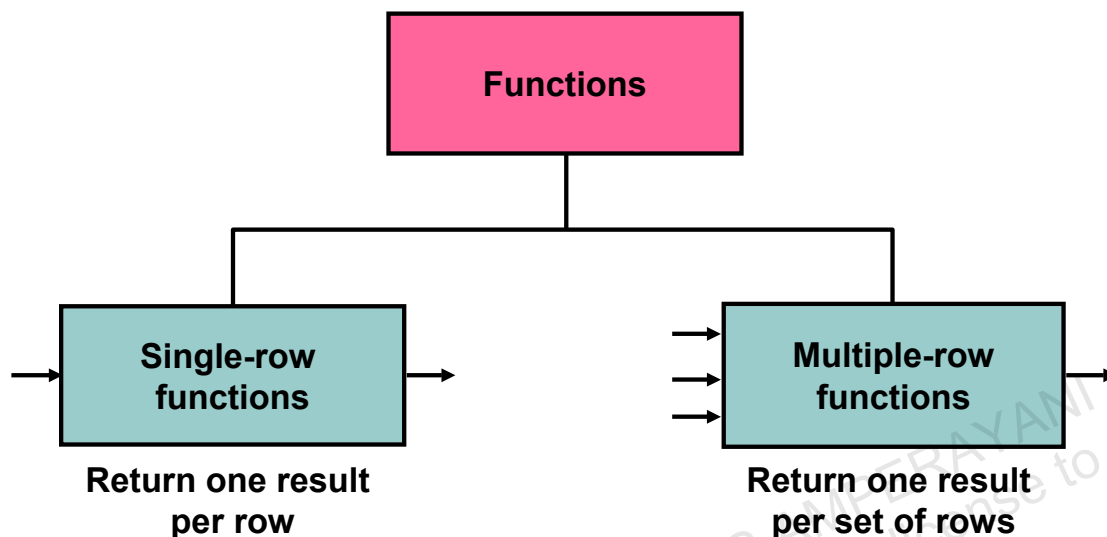 Functions
Single-row
functions
Multiple-row
functions
Return one result
per row
Return one result
per set of rows